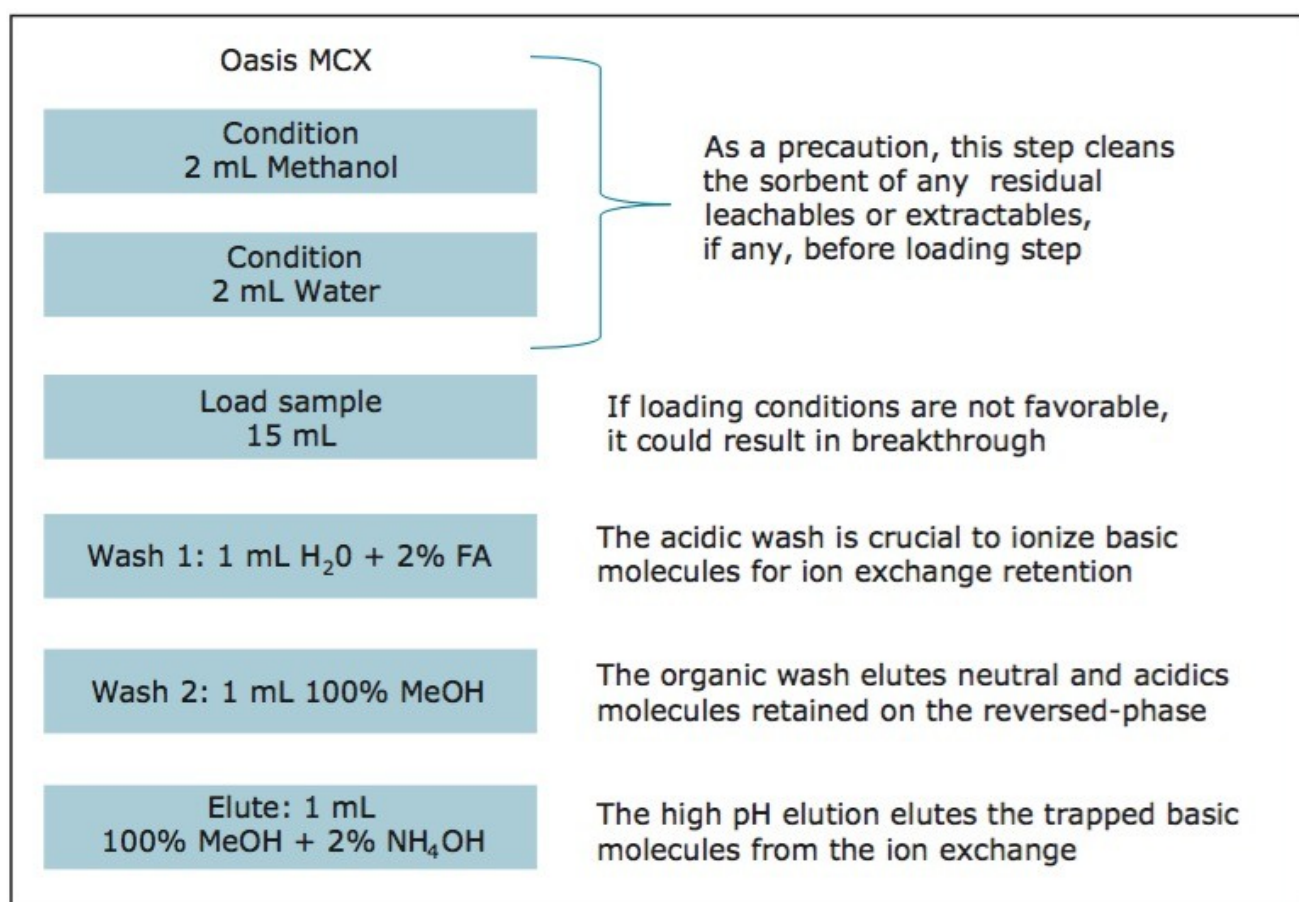 Oasis MCX
Condition
2 mL Methanol
Condition
2 mL Water
As a precaution, this step cleans
the sorbent of any residual
leachables or extractables,
if any, before loading step
Load sample
15 mL
If loading conditions are not favorable,
it could result in breakthrough
Wash 1: 1 mL H₂0 + 2% FA
The acidic wash is crucial to ionize basic
molecules for ion exchange retention
Wash 2: 1 mL 100% MeOH
The organic wash elutes neutral and acidics
molecules retained on the reversed-phase
Elute: 1 mL
100% MeOH + 2% NH₄OH
The high pH elution elutes the trapped basic
molecules from the ion exchange